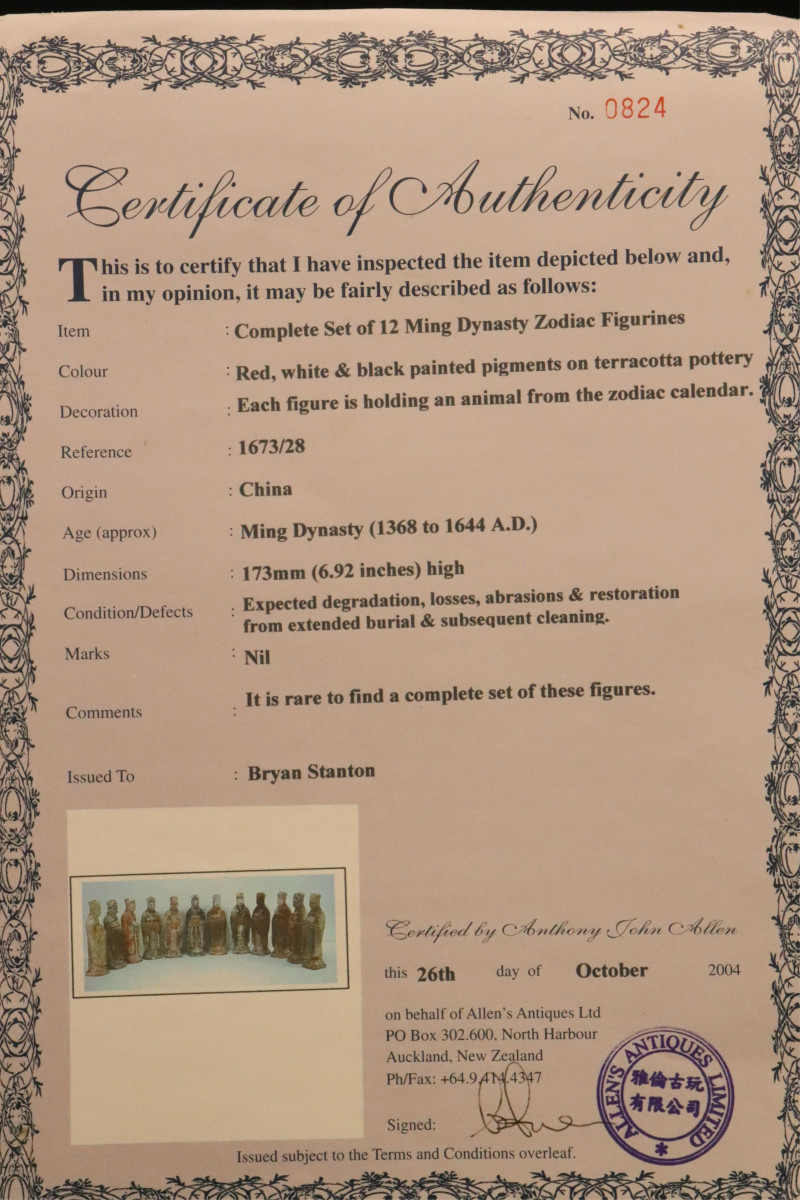 No. 0824
Certificate of Authenticity
This is to certify that I have inspected the item depicted below and,
in my opinion, it may be fairly described as follows:
Item : Complete Set of 12 Ming Dynasty Zodiac Figurines
Colour : Red, white & black painted pigments on terracotta pottery
Decoration : Each figure is holding an animal from the zodiac calendar.
Reference : 1673/28
Origin : China
Age (approx) : Ming Dynasty (1368 to 1644 A.D.)
Dimensions : 173mm (6.92 inches) high
Condition/Defects : Expected degradation, losses, abrasions & restoration
from extended burial & subsequent cleaning.
Marks : Nil
Comments : It is rare to find a complete set of these figures.
Issued To : Bryan Stanton
Certified by Anthony John Allen
this 26th day of October 2004
on behalf of Allen's Antiques Ltd
PO Box 302.600, North Harbour
Auckland, New Zealand
Ph/Fax: +64.9.414.4347
Signed:
ALLEN'S ANTIQUES LIMITED
雅倫古玩
有限公司
*
Issued subject to the Terms and Conditions overleaf.